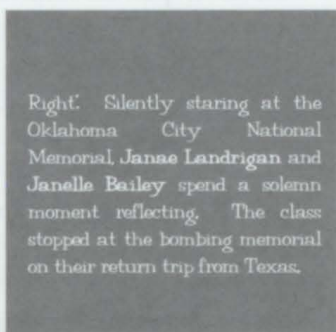 Right: Silently staring at the
Oklahoma City National
Memorial, Janae Landrigan and
Janelle Bailey spend a solemn
moment reflecting. The class
stopped at the bombing memorial
on their return trip from Texas.